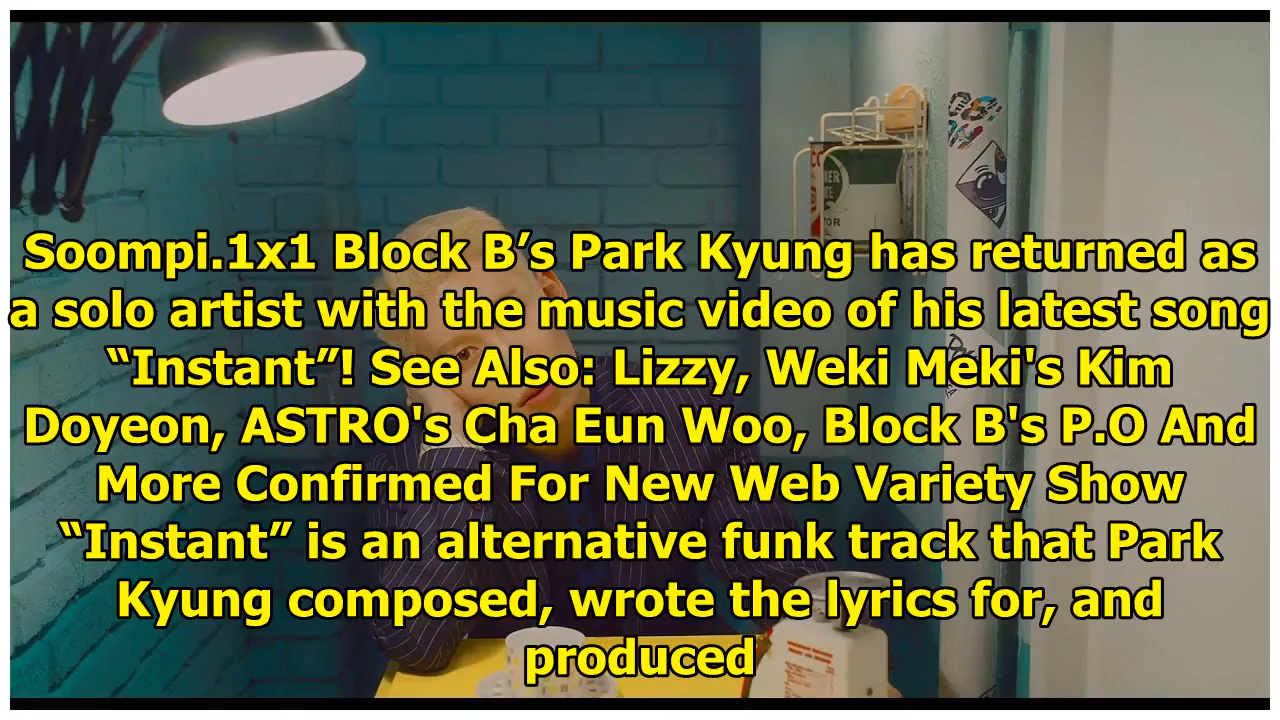 Soompi.1x1 Block B’s Park Kyung has returned as
a solo artist with the music video of his latest song
“Instant”! See Also: Lizzy, Weki Meki's Kim
Doyeon, ASTRO's Cha Eun Woo, Block B's P.O And
More Confirmed For New Web Variety Show
“Instant” is an alternative funk track that Park
Kyung composed, wrote the lyrics for, and
produced